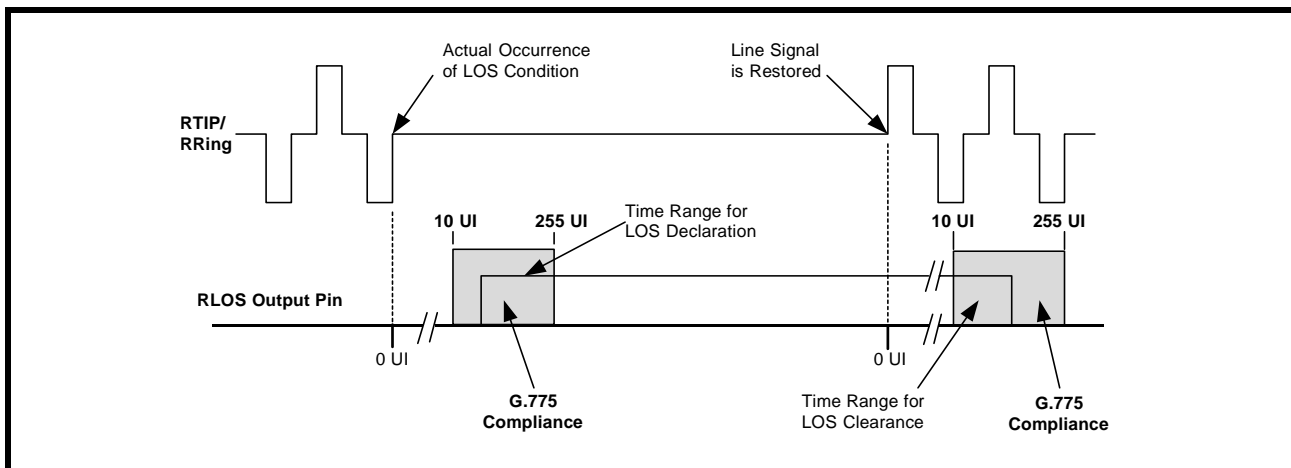 Actual Occurrence
of LOS Condition
Line Signal
is Restored
RTIP/
RRing
Time Range for
LOS Declaration
10 UI
255 UI
10 UI
255 UI
RLOS Output Pin
0 UI
0 UI
G.775
Compliance
Time Range for
LOS Clearance
G.775
Compliance